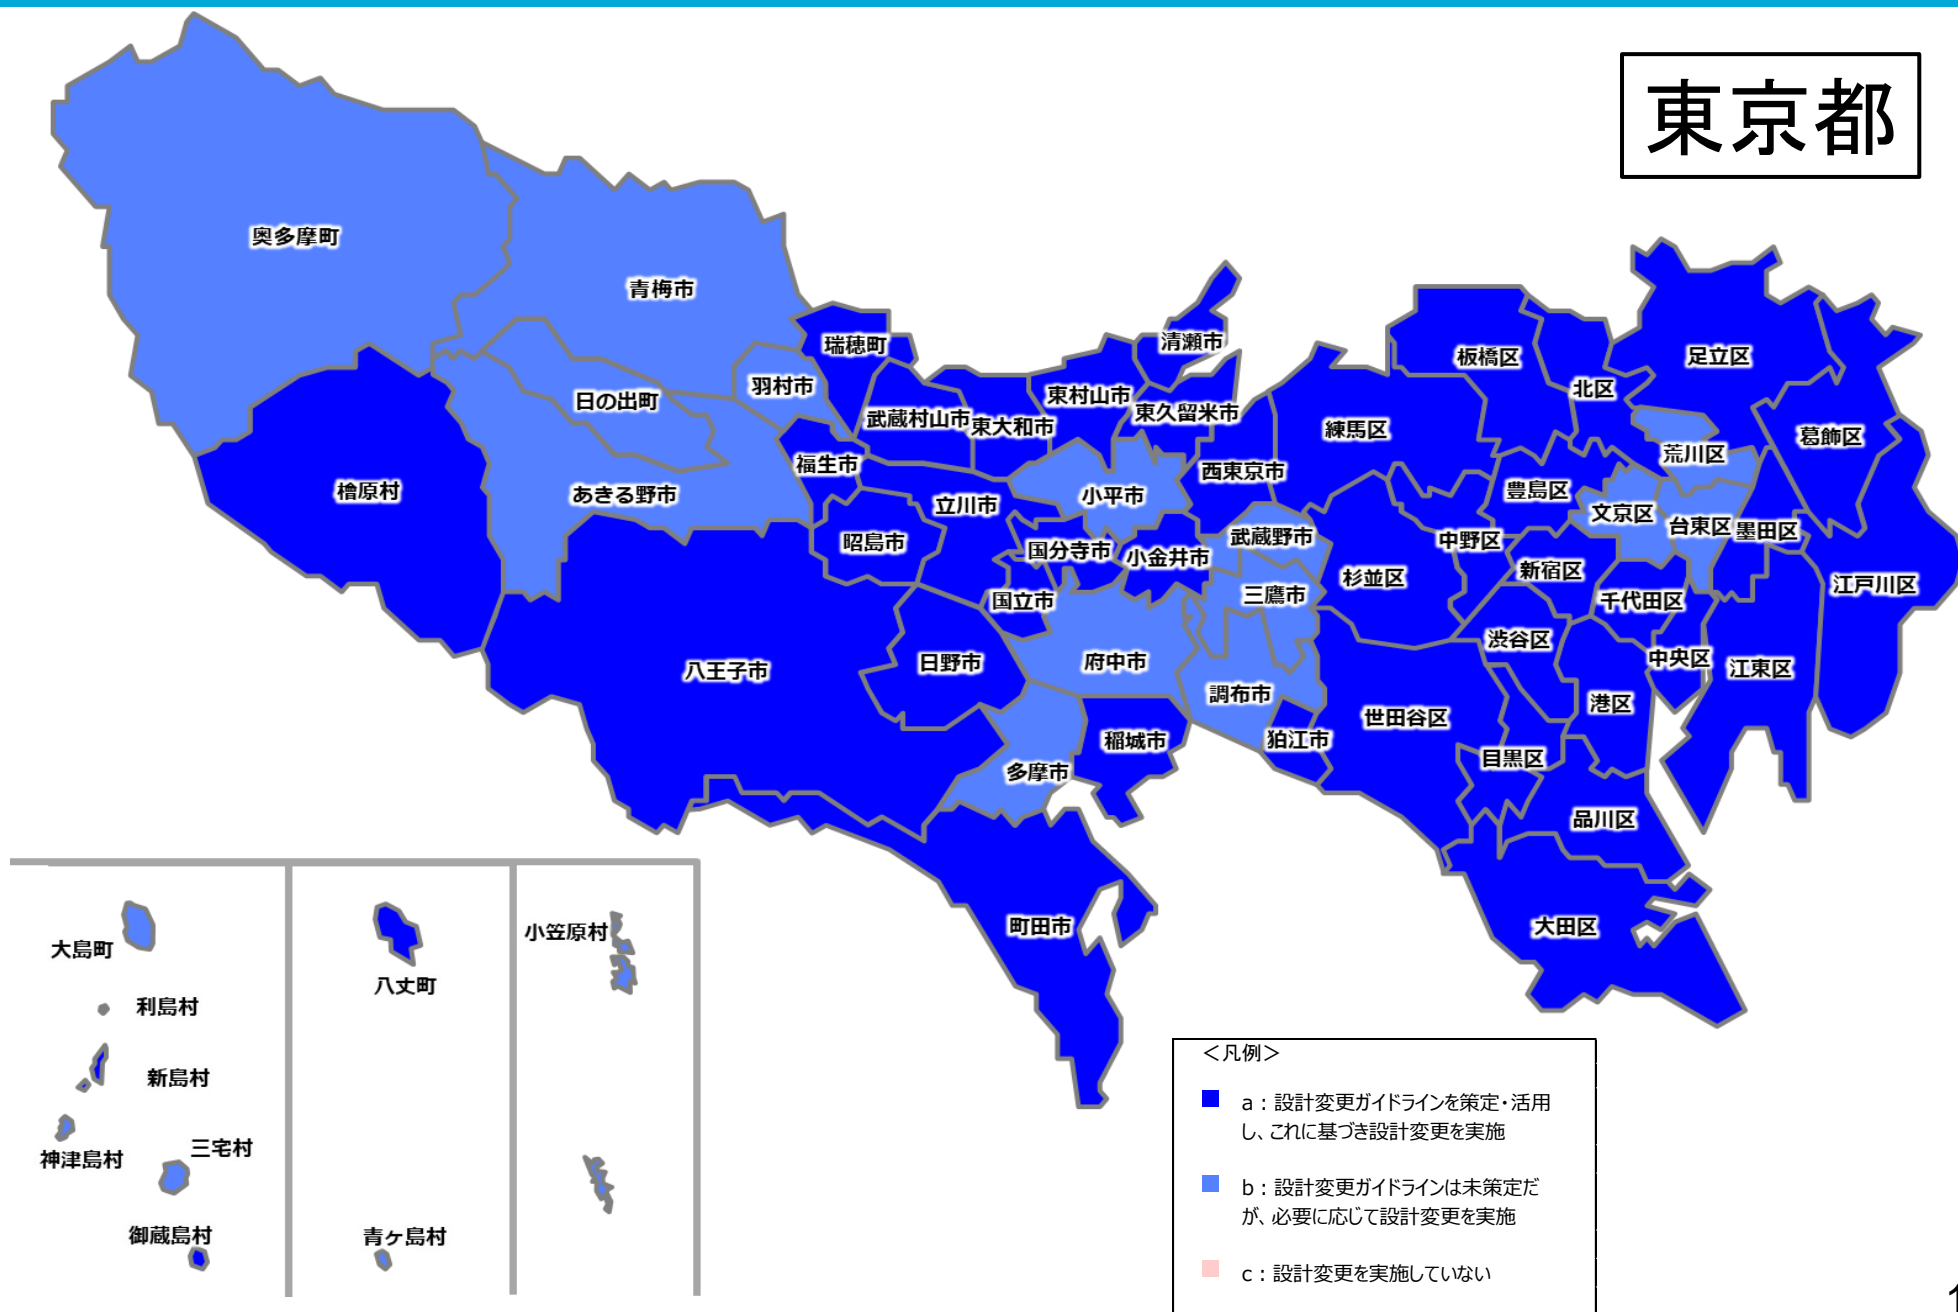 東京都
奥多摩町
青梅市
瑞穂町
清瀬市
板橋区
足立区
羽村市
日の出町
東村山市
北区
武蔵村山市
東大和市
東久留米市
練馬区
葛飾区
荒川区
福生市
西東京市
檜原村
あきる野市
小平市
豊島区
立川市
文京区
台東区
墨田区
昭島市
国分寺市
小金井市
武蔵野市
中野区
杉並区
新宿区
江戸川区
国立市
三鷹市
千代田区
渋谷区
八王子市
日野市
府中市
中央区
江東区
調布市
港区
世田谷区
稲城市
狛江市
目黒区
多摩市
品川区
町田市
大田区
大島町
八丈町
小笠原村
利島村
新島村
三宅村
神津島村
御蔵島村
青ヶ島村
＜凡例＞
a：設計変更ガイドラインを策定・活用
し、これに基づき設計変更を実施
b：設計変更ガイドラインは未策定だ
が、必要に応じて設計変更を実施
c：設計変更を実施していない